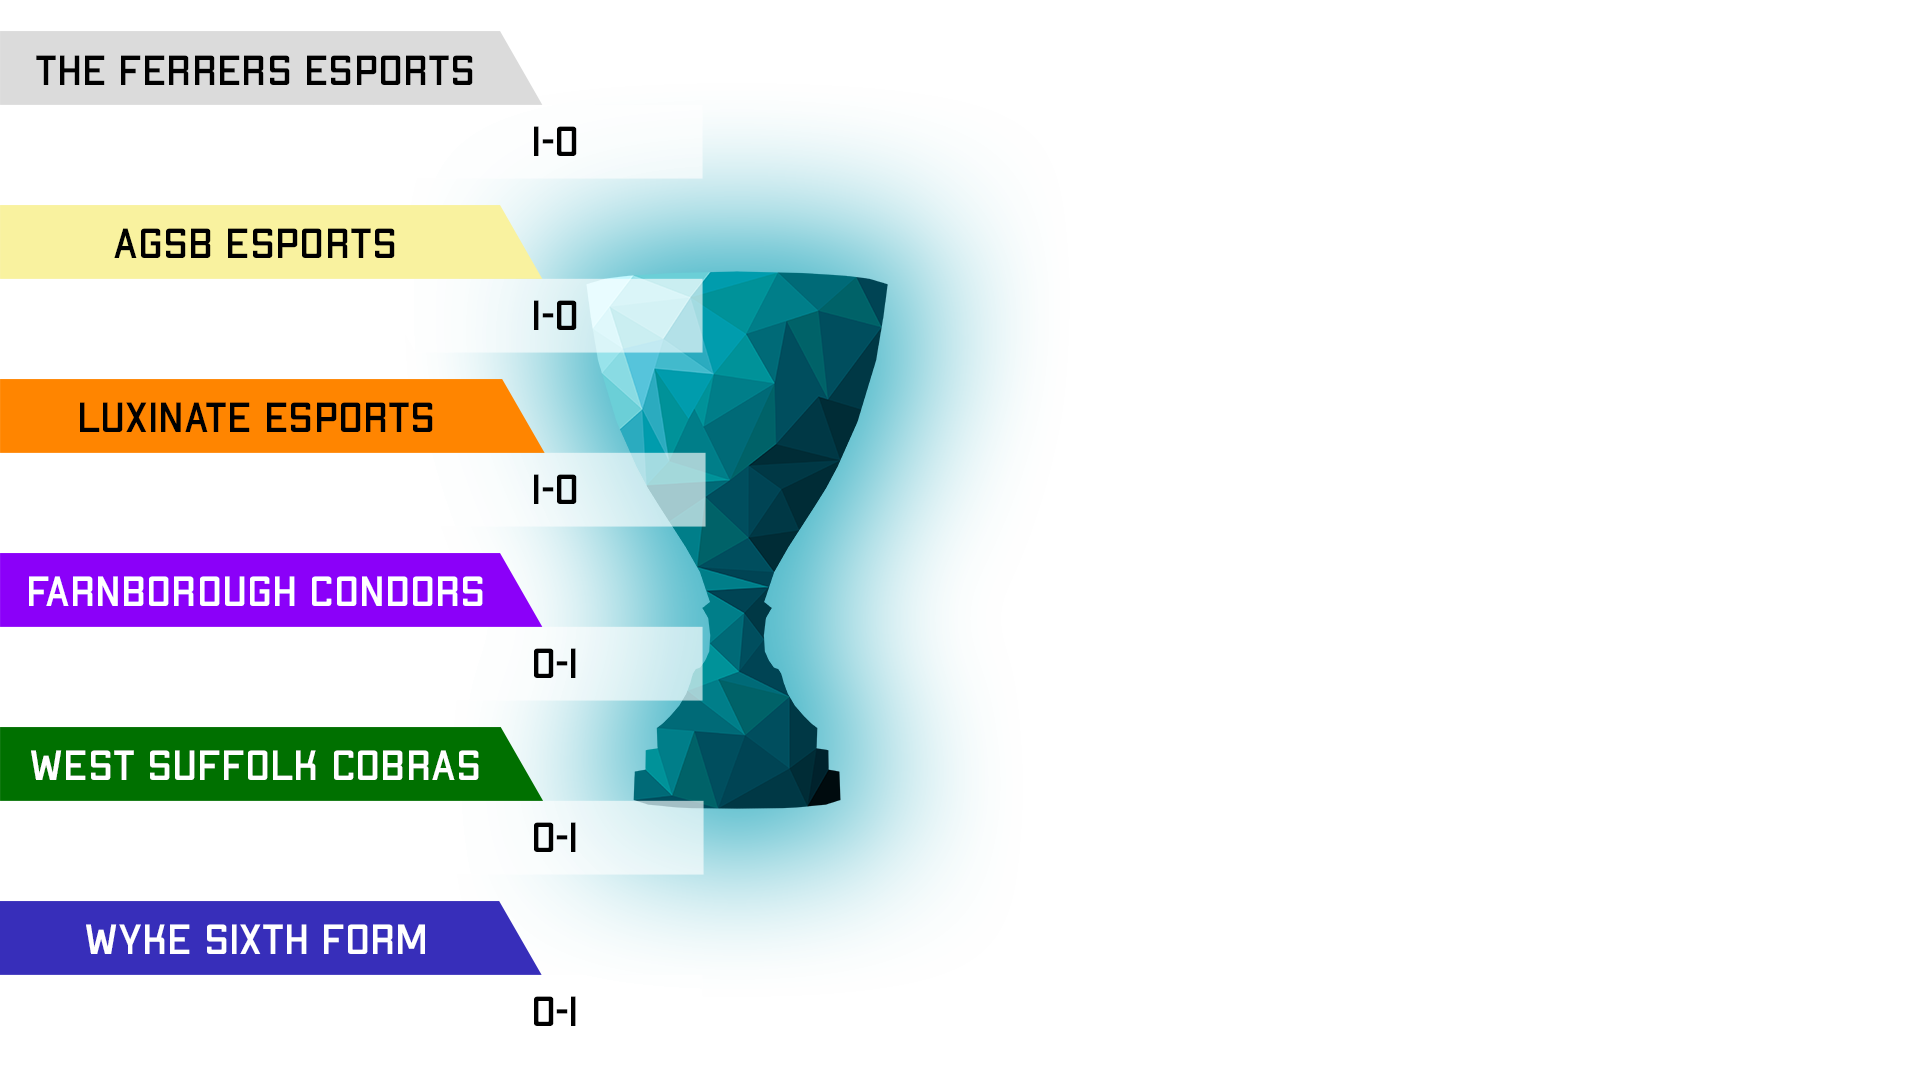 THE FERRERS ESPORTS
1-0
AGSB ESPORTS
1-0
LUXINATE ESPORTS
1-0
FARNBOROUGH CONDORS
0-1
WEST SUFFOLK COBRAS
0-1
WYKE SIXTH FORM
0-1